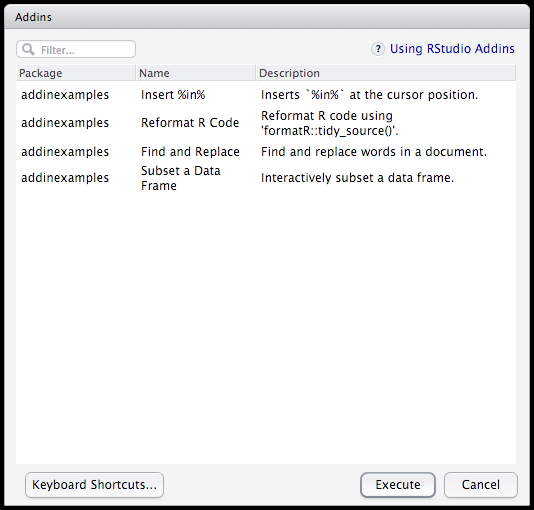 Addins
Filter...
? Using RStudio Addins
Package Name Description
addinexamples Insert %in% Inserts `%in%` at the cursor position.
addinexamples Reformat R Code Reformat R code using
'formatR::tidy_source()'.
addinexamples Find and Replace Find and replace words in a document.
addinexamples Subset a Data
Frame Interactively subset a data frame.
Keyboard Shortcuts... Execute Cancel